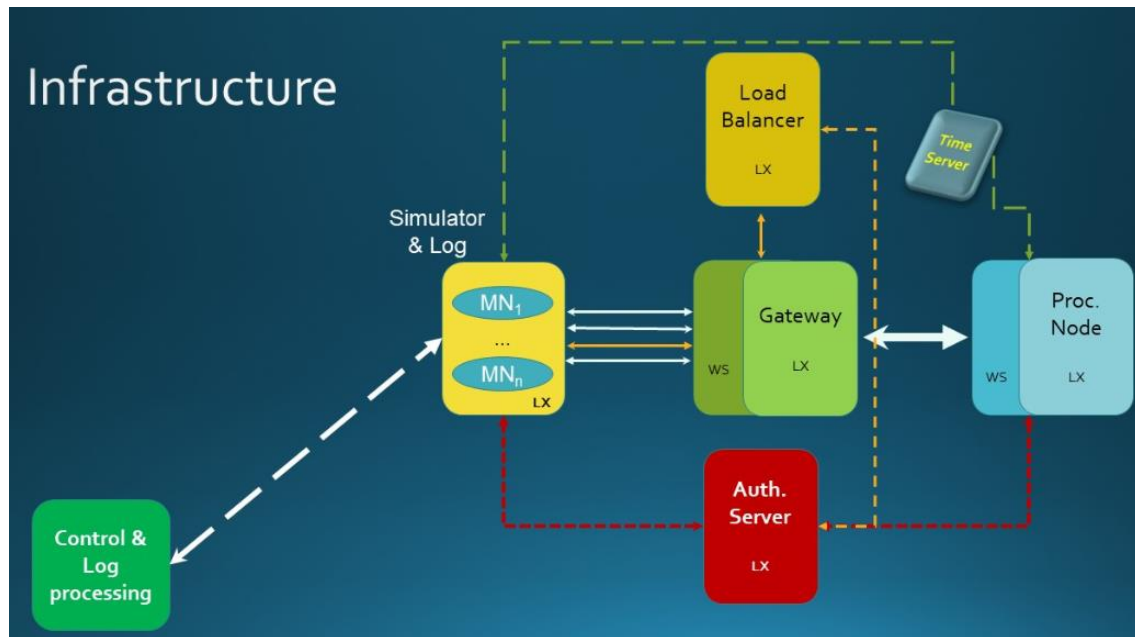 Infrastructure
Load
Balancer
LX
Time
Server
Simulator
& Log
MN₁
...
MNₙ
LX
Gateway
WS
LX
Proc.
Node
WS
LX
Auth.
Server
LX
Control &
Log
processing